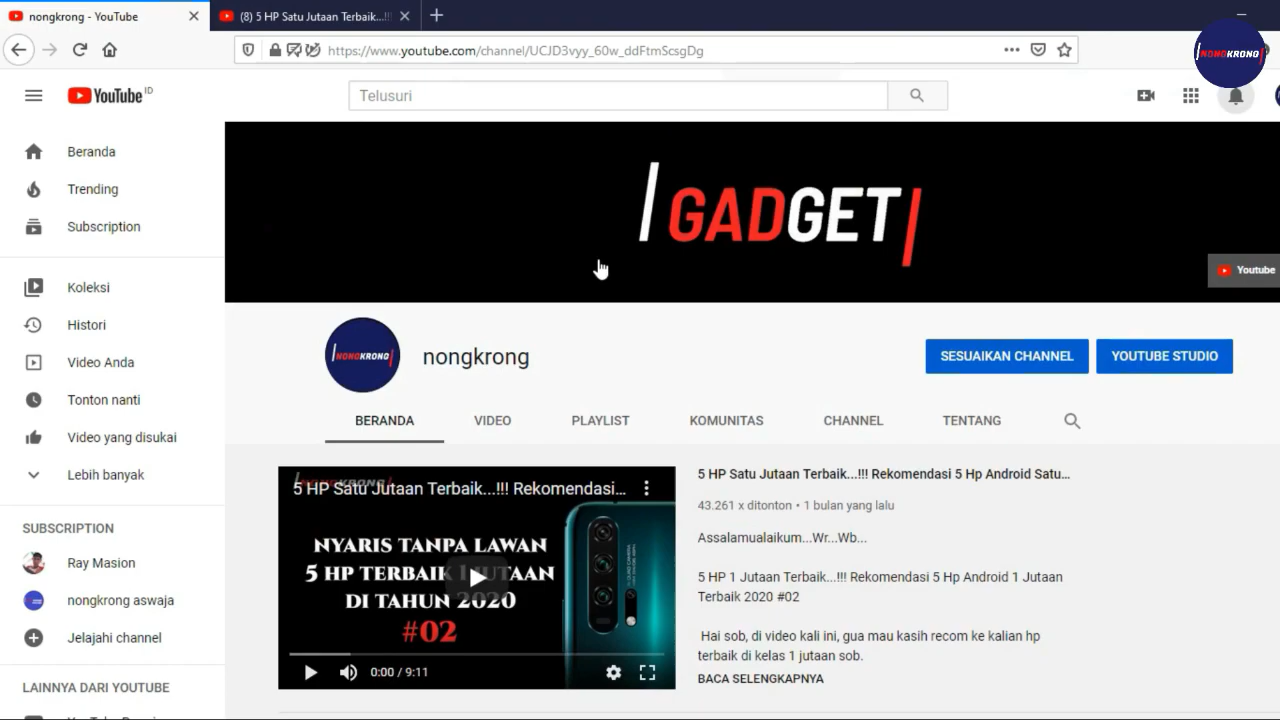 nongkrong - YouTube
(8) 5 HP Satu Jutaan Terbaik...!!!
https://www.youtube.com/channel/UCJD3vyy_60w_ddFtmScsgDg
NONGKRONG
YouTube ID
Telusuri
Beranda
Trending
Subscription
Koleksi
Histori
Video Anda
Tonton nanti
Video yang disukai
Lebih banyak
SUBSCRIPTION
Ray Masion
nongkrong aswaja
Jelajahi channel
LAINNYA DARI YOUTUBE
GADGET
Youtube
NONGKRONG
nongkrong
SESUAIKAN CHANNEL
YOUTUBE STUDIO
BERANDA
VIDEO
PLAYLIST
KOMUNITAS
CHANNEL
TENTANG
5 HP Satu Jutaan Terbaik...!!! Rekomendasi...
NYARIS TANPA LAWAN
5 HP TERBAIK 1 JUTAAN
DI TAHUN 2020
#02
0:00 / 9:11
5 HP Satu Jutaan Terbaik...!!! Rekomendasi 5 Hp Android Satu...
43.261 x ditonton • 1 bulan yang lalu
Assalamualaikum...Wr...Wb...
5 HP 1 Jutaan Terbaik...!!! Rekomendasi 5 Hp Android 1 Jutaan
Terbaik 2020 #02
Hai sob, di video kali ini, gua mau kasih recom ke kalian hp
terbaik di kelas 1 jutaan sob.
BACA SELENGKAPNYA